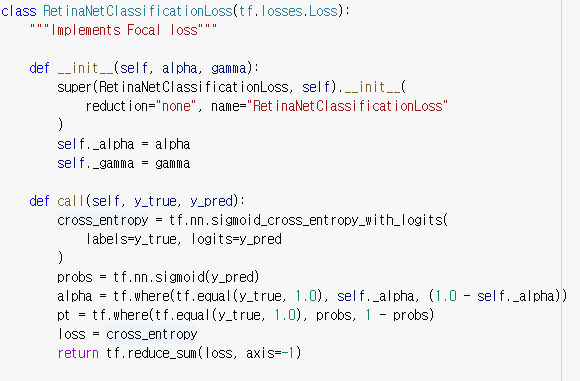 class RetinaNetClassificationLoss(tf.losses.Loss):
    """Implements Focal loss"""

    def __init__(self, alpha, gamma):
        super(RetinaNetClassificationLoss, self).__init__(
            reduction="none", name="RetinaNetClassificationLoss"
        )
        self._alpha = alpha
        self._gamma = gamma

    def call(self, y_true, y_pred):
        cross_entropy = tf.nn.sigmoid_cross_entropy_with_logits(
            labels=y_true, logits=y_pred
        )
        probs = tf.nn.sigmoid(y_pred)
        alpha = tf.where(tf.equal(y_true, 1.0), self._alpha, (1.0 - self._alpha))
        pt = tf.where(tf.equal(y_true, 1.0), probs, 1 - probs)
        loss = cross_entropy
        return tf.reduce_sum(loss, axis=-1)